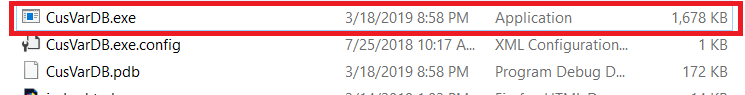 CusVarDB.exe 3/18/2019 8:58 PM Application 1,678 KB
CusVarDB.exe.config 7/25/2018 10:17 A... XML Configuration... 1 KB
CusVarDB.pdb 3/18/2019 8:58 PM Program Debug D... 172 KB